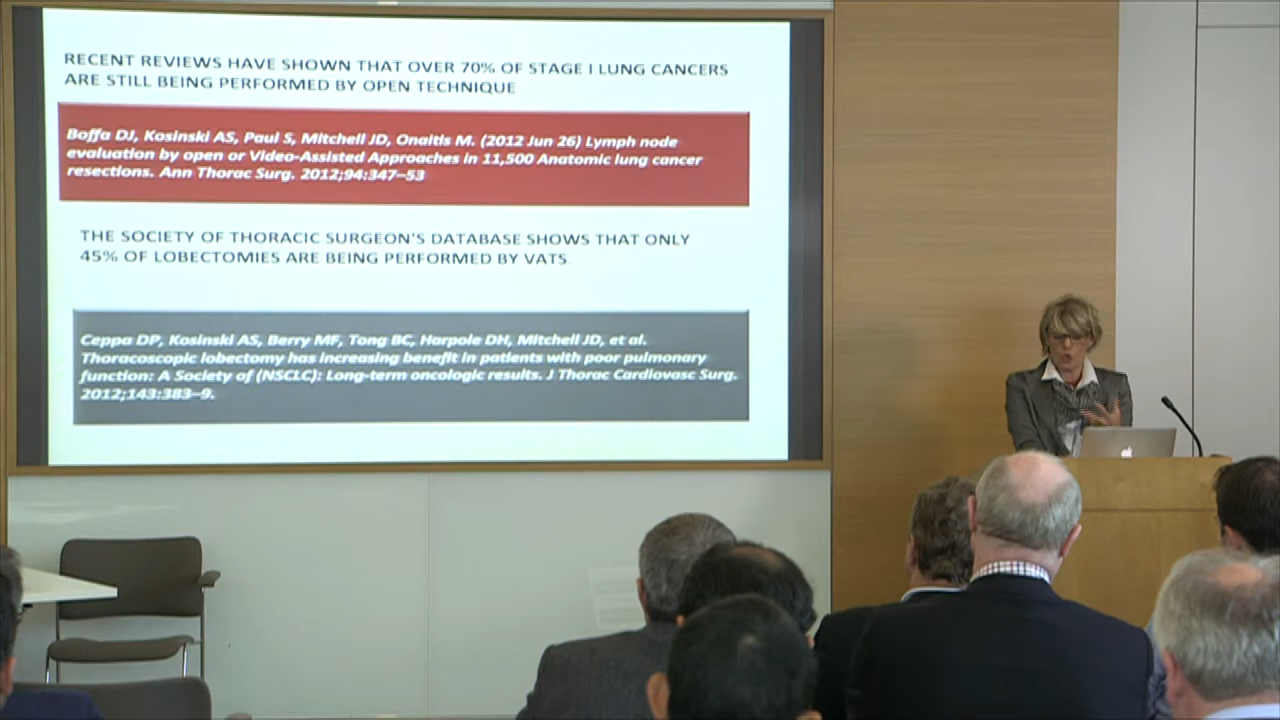 RECENT REVIEWS HAVE SHOWN THAT OVER 70% OF STAGE I LUNG CANCERS
ARE STILL BEING PERFORMED BY OPEN TECHNIQUE
Boffa DJ, Kosinski AS, Paul S, Mitchell JD, Onaitis M. (2012 Jun 26) Lymph node
evaluation by open or Video-Assisted Approaches in 11,500 Anatomic lung cancer
resections. Ann Thorac Surg. 2012;94:347–53
THE SOCIETY OF THORACIC SURGEON'S DATABASE SHOWS THAT ONLY
45% OF LOBECTOMIES ARE BEING PERFORMED BY VATS.
Ceppa DP, Kosinski AS, Berry MF, Tong BC, Harpole DH, Mitchell JD, et al.
Thoracoscopic lobectomy has increasing benefit in patients with poor pulmonary
function: A Society of (NSCLC): Long-term oncologic results. J Thorac Cardiovasc Surg.
2012;143:383–9.